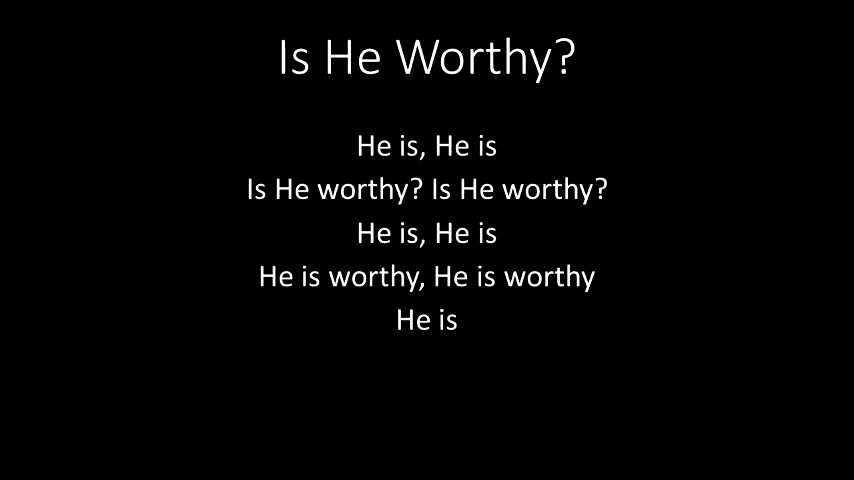 Is He Worthy?
He is, He is
Is He worthy? Is He worthy?
He is, He is
He is worthy, He is worthy
He is